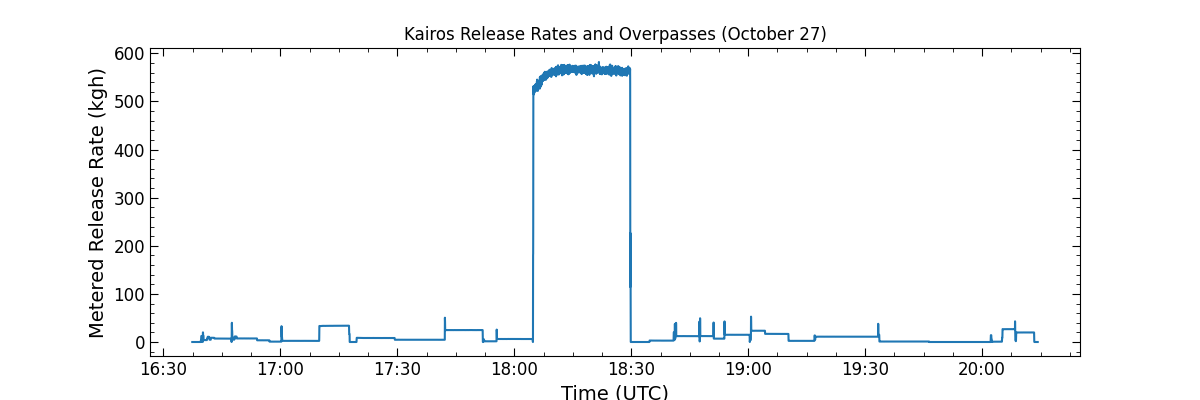 Kairos Release Rates and Overpasses (October 27)
Metered Release Rate (kgh)
600
500
400
300
200
100
0
16:30 17:00 17:30 18:00 18:30 19:00 19:30 20:00
Time (UTC)